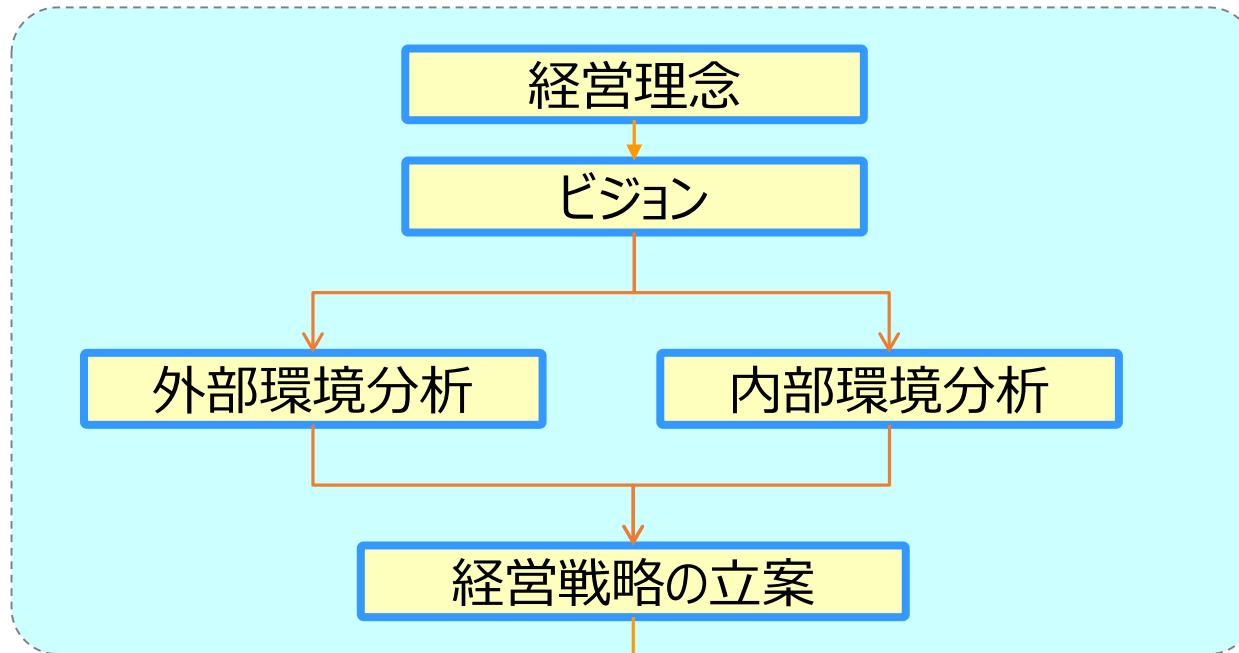 経営理念
ビジョン
外部環境分析
内部環境分析
経営戦略の立案